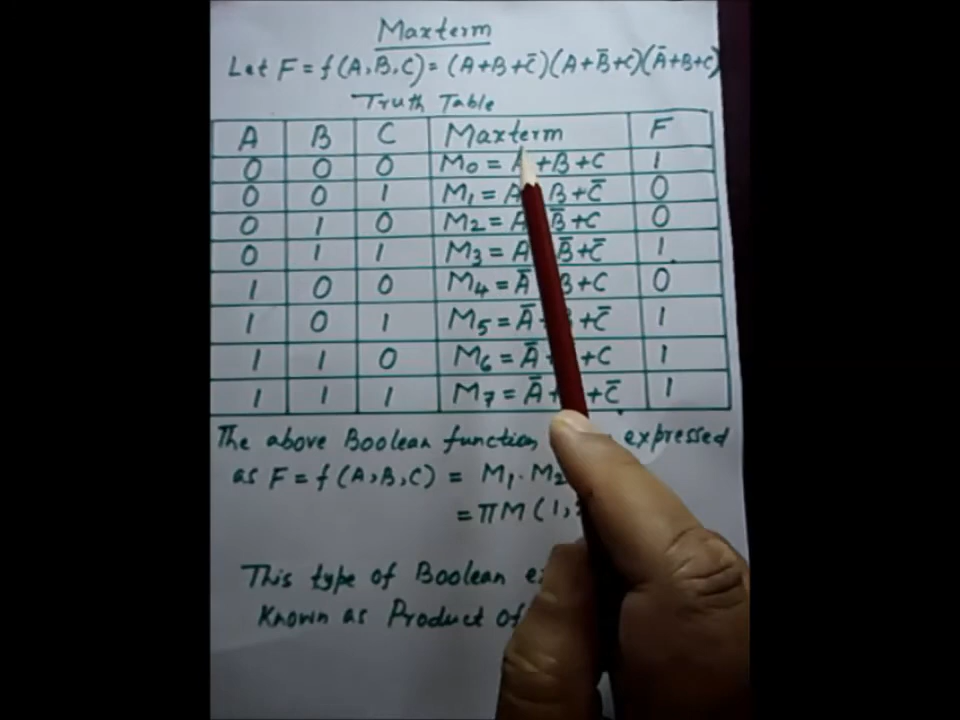 Maxterm
Let F = f(A,B,C) = (A+B+C̅)(A+B̅+C)(A̅+B+C)
Truth Table
A B C Maxterm F
0 0 0 M₀ = A+B+C 1
0 0 1 M₁ = A B+C̅ 0
0 1 0 M₂ = A B̅+C 0
0 1 1 M₃ = A B̅+C̅ 1
1 0 0 M₄ = A̅ B+C 0
1 0 1 M₅ = A̅+ +C̅ 1
1 1 0 M₆ = A̅+ +C 1
1 1 1 M₇ = A̅+ +C̅ 1
The above Boolean function expressed
as F = f(A,B,C) = M₁.M₂
= πM(1,
This type of Boolean
known as Product of